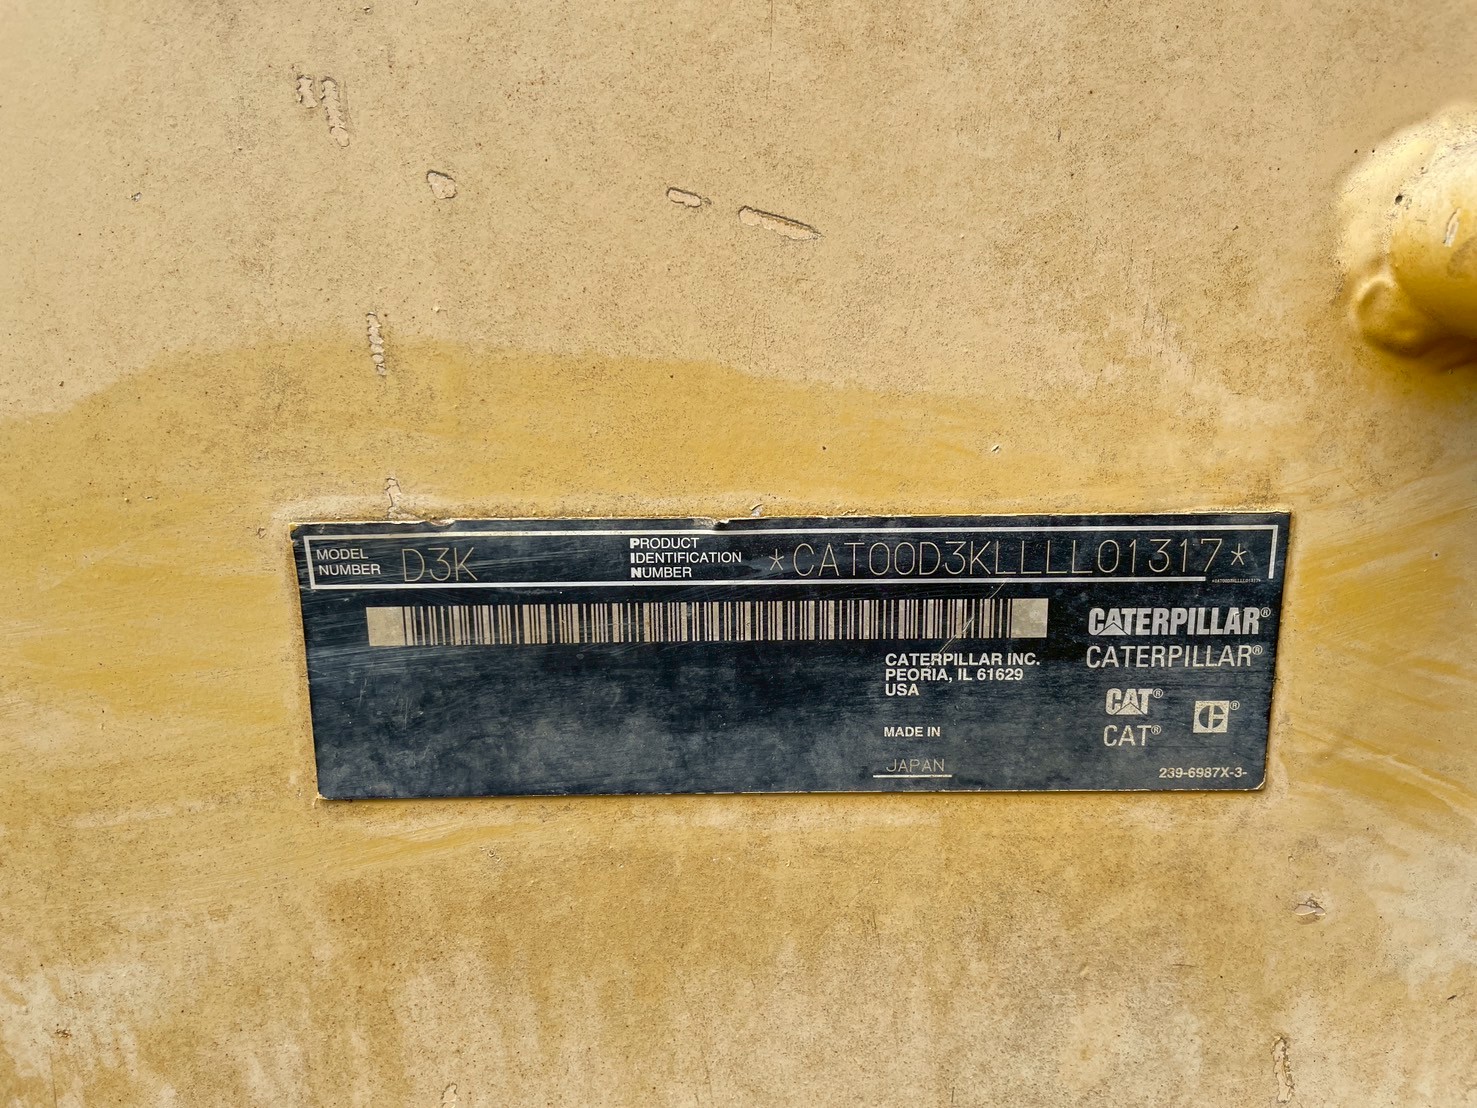 MODEL
NUMBER
D3K
PRODUCT
IDENTIFICATION
NUMBER
*CAT00D3KLLLL01317*
*CAT00D3KLLLL01317*
CATERPILLAR®
CATERPILLAR®
CATERPILLAR INC.
PEORIA, IL 61629
USA
CAT®
CAT®
C®
MADE IN
JAPAN
239-6987X-3-